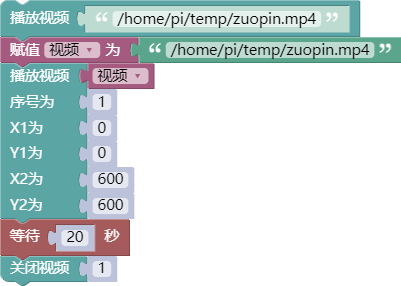 播放视频 “ /home/pi/temp/zuopin.mp4 ”
赋值 视频 为 “ /home/pi/temp/zuopin.mp4 ”
播放视频 视频
序号为 1
X1为 0
Y1为 0
X2为 600
Y2为 600
等待 20 秒
关闭视频 1